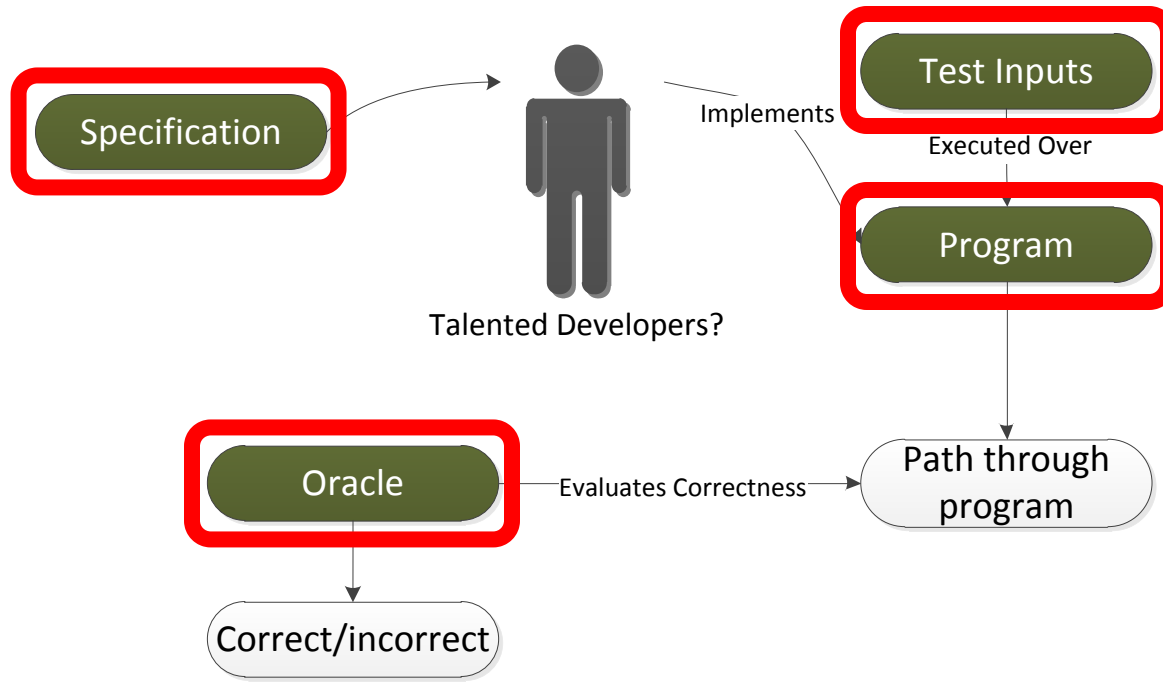 Specification
Talented Developers?
Implements
Test Inputs
Executed Over
Program
Oracle
Evaluates Correctness
Path through
program
Correct/incorrect